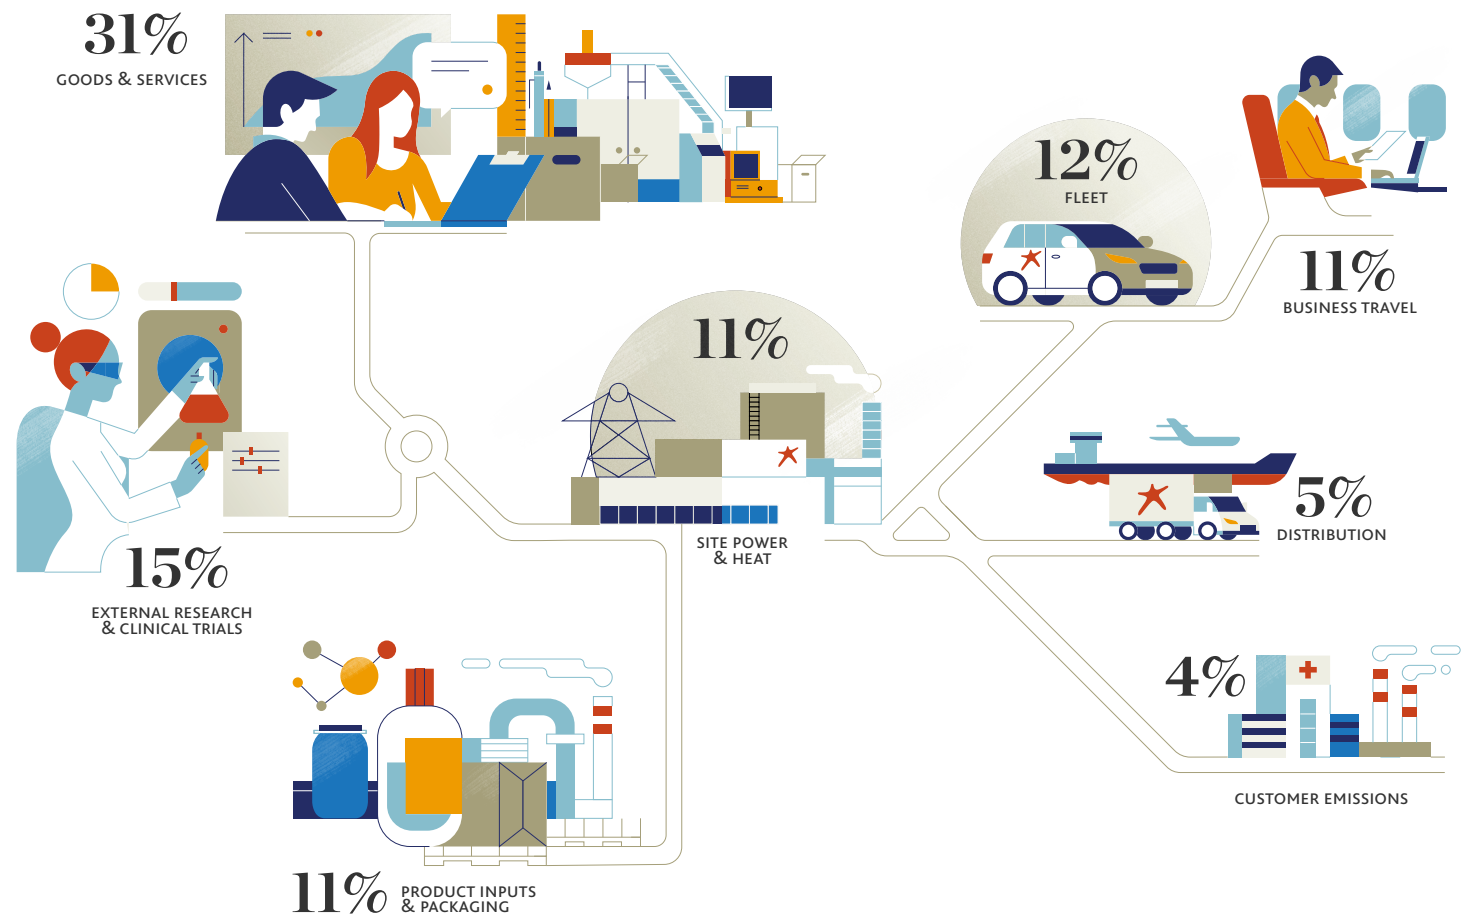 31%
GOODS & SERVICES
12%
FLEET
11%
BUSINESS TRAVEL
11%
SITE POWER
& HEAT
5%
DISTRIBUTION
15%
EXTERNAL RESEARCH
& CLINICAL TRIALS
4%
CUSTOMER EMISSIONS
11%
PRODUCT INPUTS
& PACKAGING